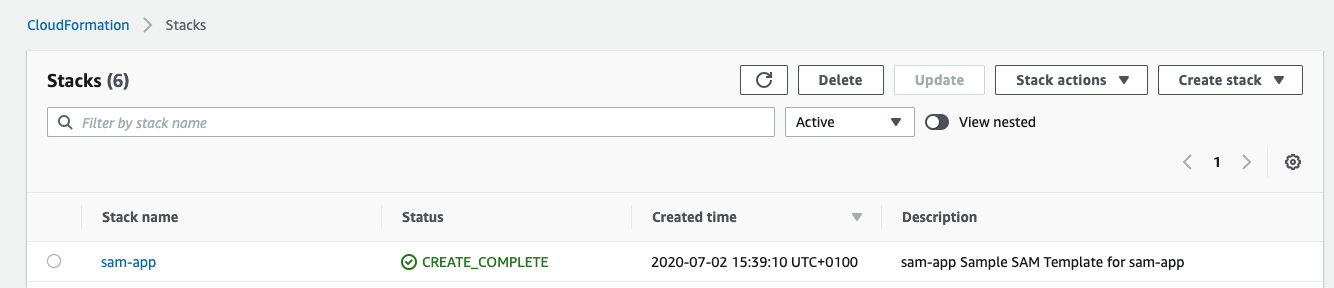 CloudFormation > Stacks
Stacks (6) Delete Update Stack actions Create stack
Filter by stack name Active View nested
1
Stack name Status Created time Description
sam-app CREATE_COMPLETE 2020-07-02 15:39:10 UTC+0100 sam-app Sample SAM Template for sam-app